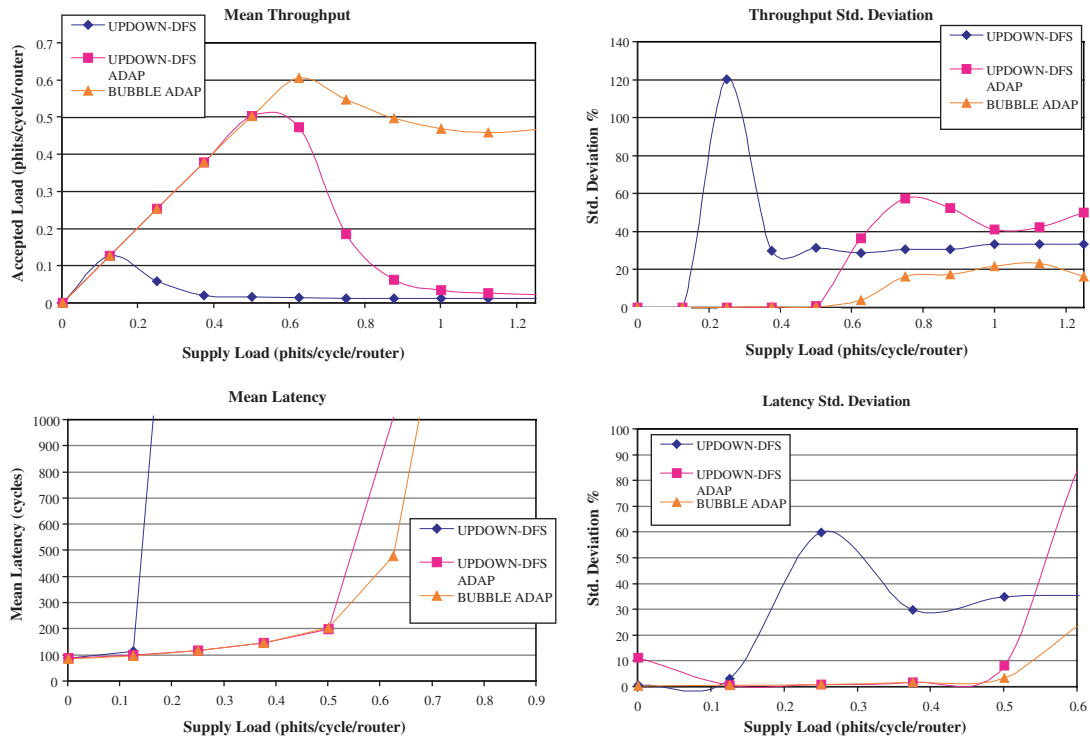 Mean Throughput
UPDOWN-DFS
UPDOWN-DFS
ADAP
BUBBLE ADAP
Accepted Load (phits/cycle/router)
0.7
0.6
0.5
0.4
0.3
0.2
0.1
0
0 0.2 0.4 0.6 0.8 1 1.2
Supply Load (phits/cycle/router)
Throughput Std. Deviation
UPDOWN-DFS
UPDOWN-DFS
ADAP
BUBBLE ADAP
Std. Deviation %
140
120
100
80
60
40
20
0
0 0.2 0.4 0.6 0.8 1 1.2
Supply Load (phits/cycle/router)
Mean Latency
Mean Latency (cycles)
1000
900
800
700
600
500
400
300
200
100
0
UPDOWN-DFS
UPDOWN-DFS
ADAP
BUBBLE ADAP
0 0.1 0.2 0.3 0.4 0.5 0.6 0.7 0.8 0.9
Supply Load (phits/cycle/router)
Latency Std. Deviation
UPDOWN-DFS
UPDOWN-DFS
ADAP
BUBBLE ADAP
Std. Deviation %
100
90
80
70
60
50
40
30
20
10
0
0 0.1 0.2 0.3 0.4 0.5 0.6
Supply Load (phits/cycle/router)